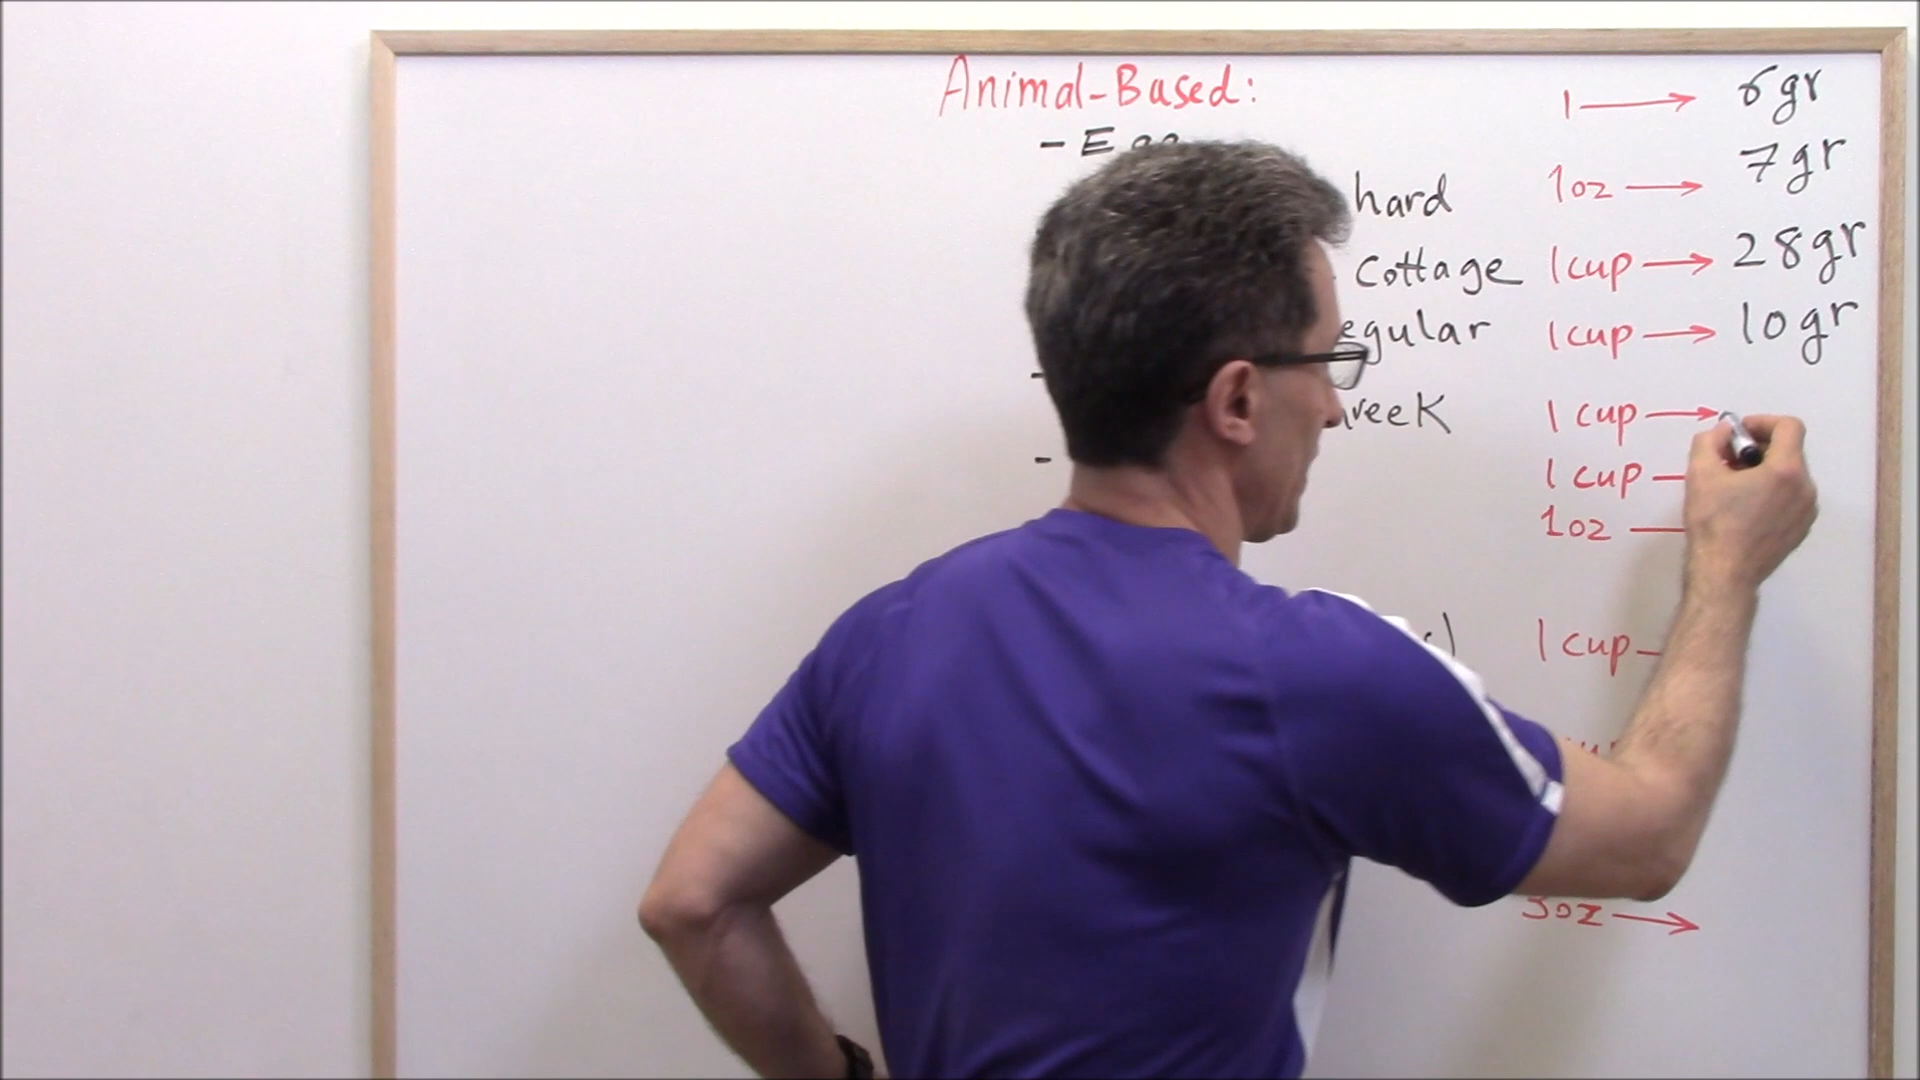 Animal-Based: 1 → 6gr
- Egg
hard 1oz → 7gr
Cottage 1cup → 28gr
egular 1cup → 10gr
-
reek 1 cup →
- 1 cup
1oz
1 cup
3oz →